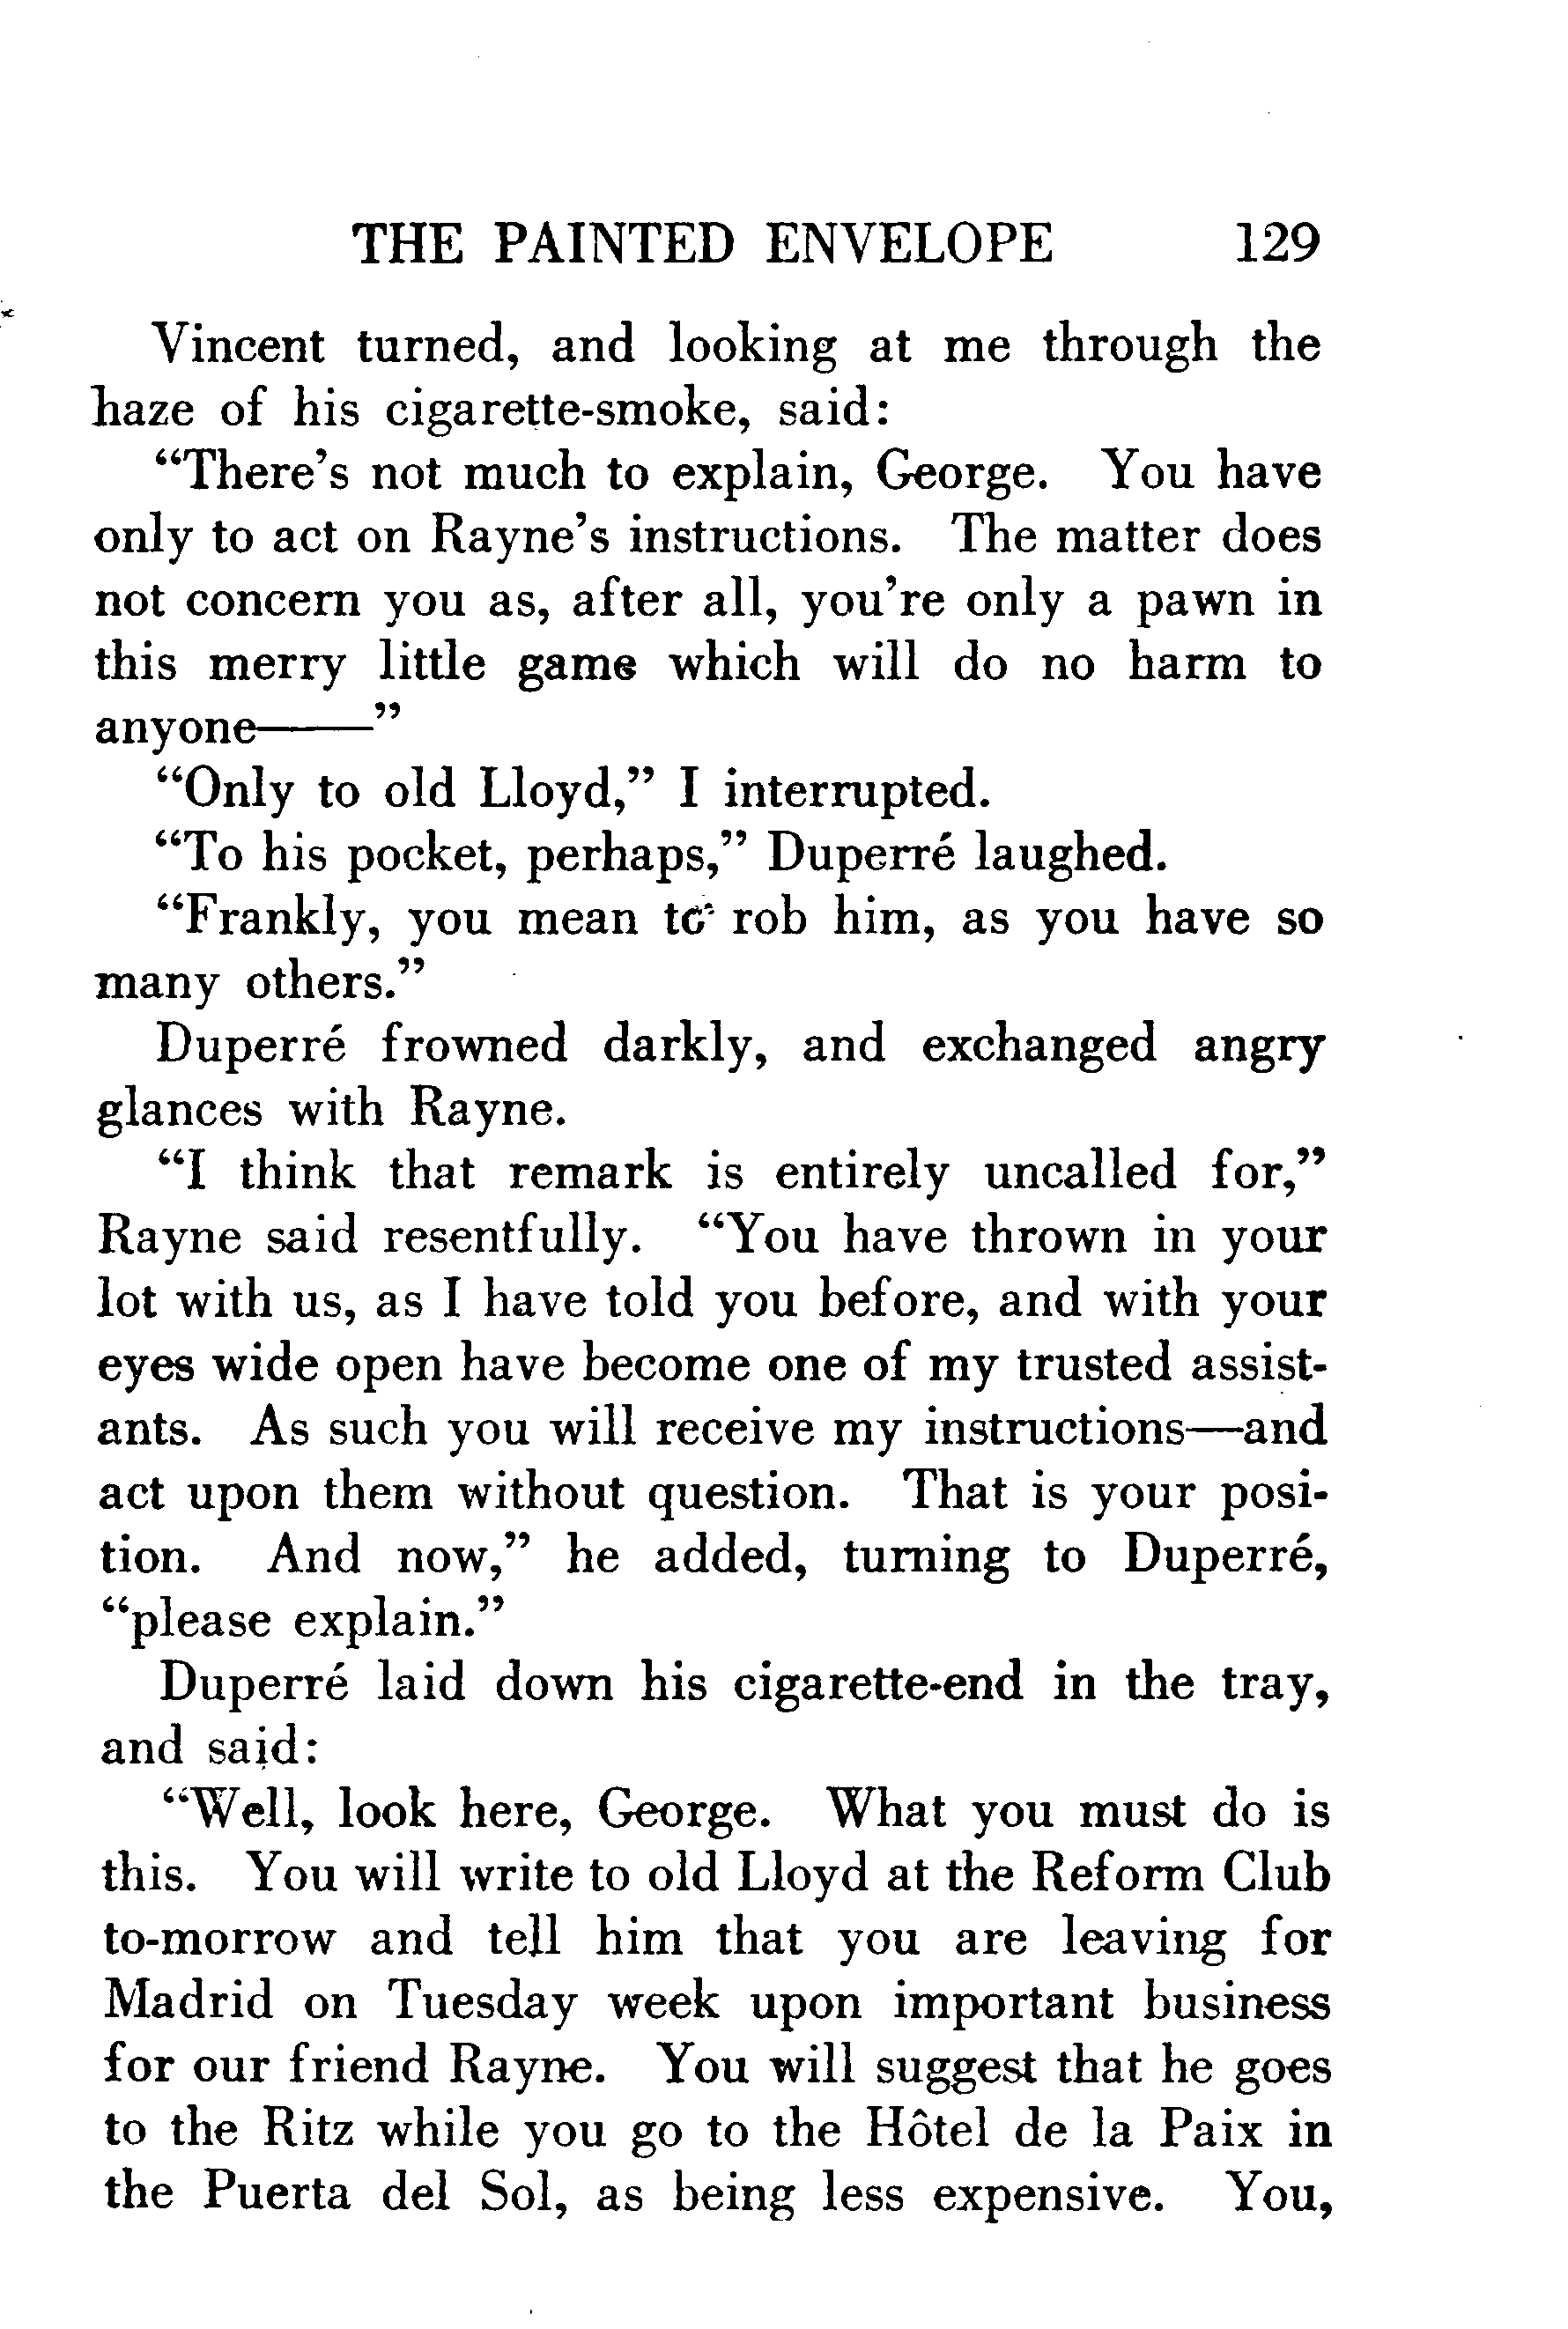 THE PAINTED ENVELOPE 129
Vincent turned, and looking at me through the
haze of his cigarette-smoke, said:
“There’s not much to explain, George. You have
only to act on Rayne’s instructions. The matter does
not concern you as, after all, you’re only a pawn in
this merry little game which will do no harm to
anyone——”
“Only to old Lloyd,” I interrupted.
“To his pocket, perhaps,” Duperré laughed.
“Frankly, you mean to rob him, as you have so
many others.”
Duperré frowned darkly, and exchanged angry
glances with Rayne.
“I think that remark is entirely uncalled for,”
Rayne said resentfully. “You have thrown in your
lot with us, as I have told you before, and with your
eyes wide open have become one of my trusted assist-
ants. As such you will receive my instructions—and
act upon them without question. That is your posi-
tion. And now,” he added, turning to Duperré,
“please explain.”
Duperré laid down his cigarette-end in the tray,
and said:
“Well, look here, George. What you must do is
this. You will write to old Lloyd at the Reform Club
to-morrow and tell him that you are leaving for
Madrid on Tuesday week upon important business
for our friend Rayne. You will suggest that he goes
to the Ritz while you go to the Hôtel de la Paix in
the Puerta del Sol, as being less expensive. You,